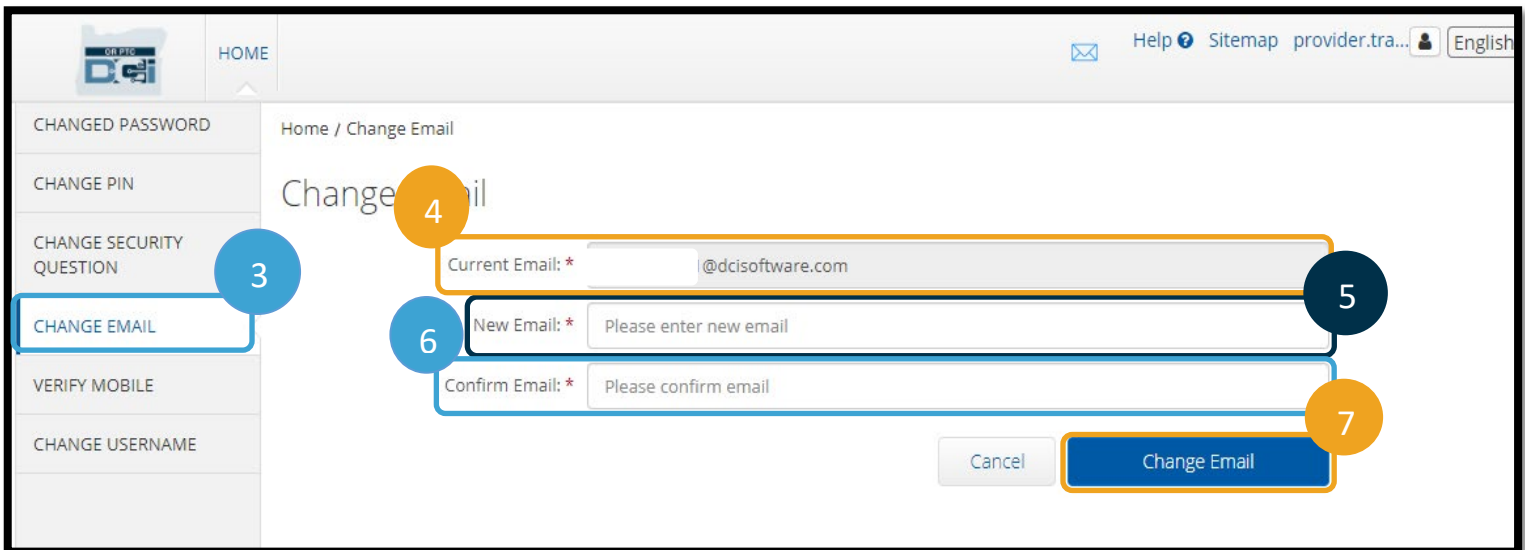 OR PTC
DCi
HOME
Help ? Sitemap provider.tra... English
CHANGED PASSWORD
CHANGE PIN
CHANGE SECURITY
QUESTION
CHANGE EMAIL
VERIFY MOBILE
CHANGE USERNAME
3
Home / Change Email
Change il
4
Current Email: * @dcisoftware.com
5
New Email: * Please enter new email
6
Confirm Email: * Please confirm email
7
Cancel Change Email